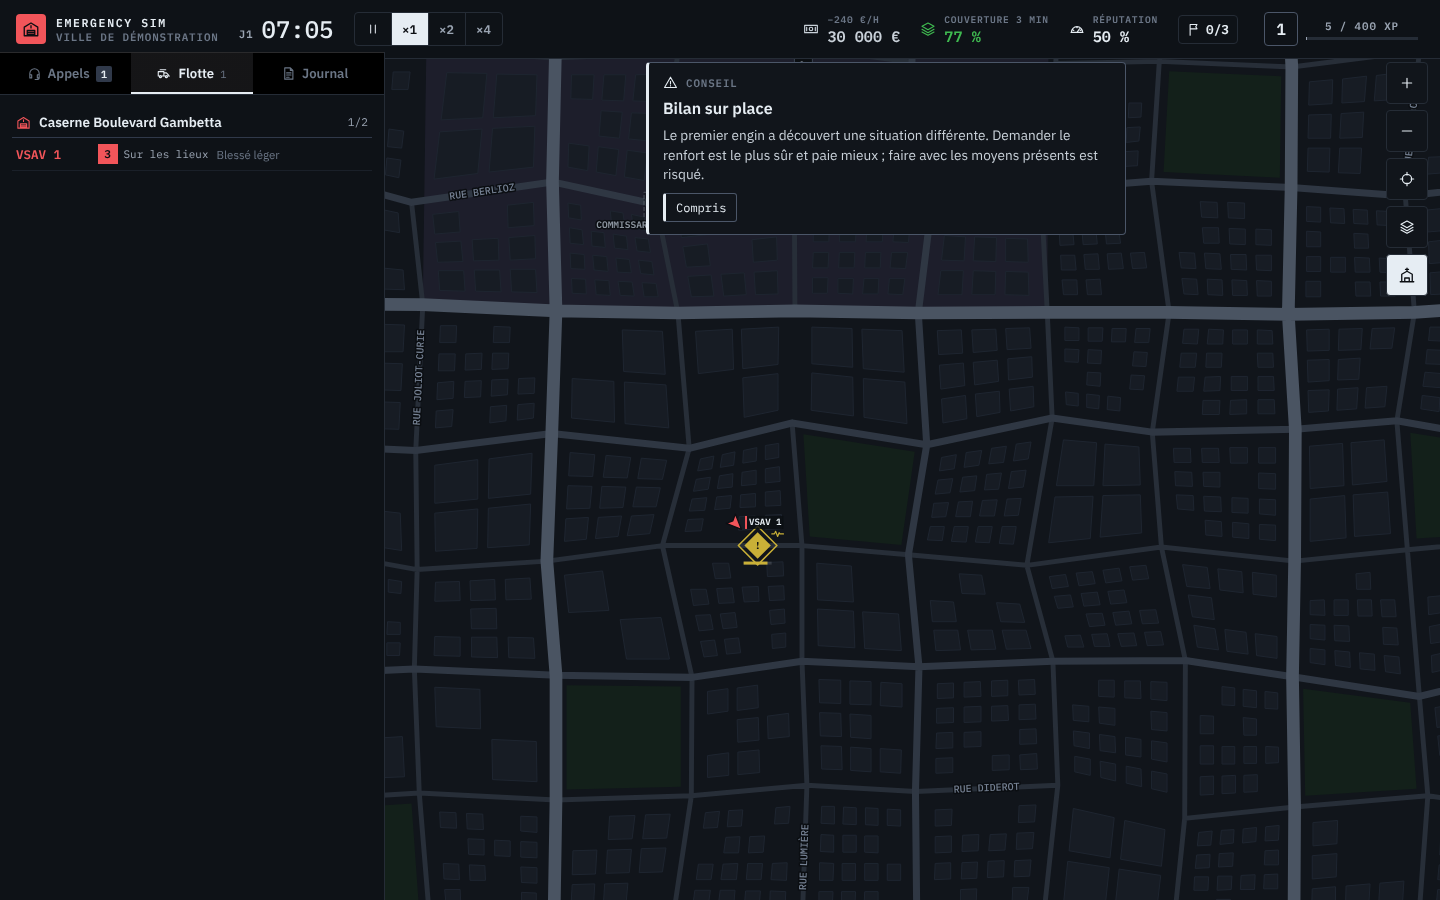 EMERGENCY SIM
VILLE DE DÉMONSTRATION
J1 07:05
×1
×2
×4
−240 €/H
30 000 €
COUVERTURE 3 MIN
77 %
RÉPUTATION
50 %
0/3
1
5 / 400 XP
Appels 1
Flotte 1
Journal
Caserne Boulevard Gambetta
1/2
VSAV 1
3
Sur les lieux
Blessé léger
CONSEIL
Bilan sur place
Le premier engin a découvert une situation différente. Demander le
renfort est le plus sûr et paie mieux ; faire avec les moyens présents est
risqué.
Compris
RUE BERLIOZ
COMMISSAR
RUE JOLIOT-CURIE
VSAV 1
!
RUE DIDEROT
RUE LUMIÈRE